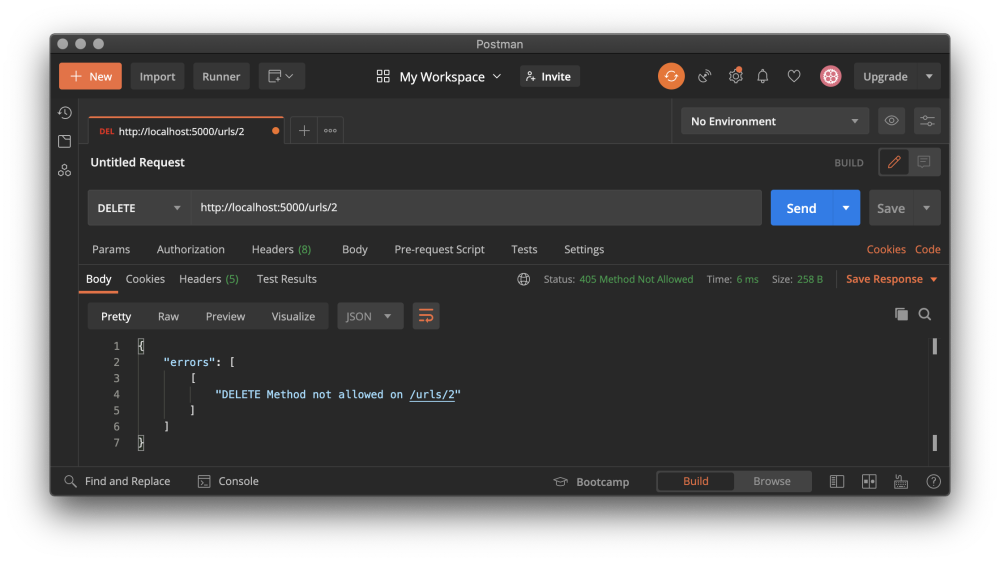 Postman
New Import Runner My Workspace Invite Upgrade
DEL http://localhost:5000/urls/2 No Environment
Untitled Request BUILD
DELETE http://localhost:5000/urls/2 Send Save
Params Authorization Headers (8) Body Pre-request Script Tests Settings Cookies Code
Body Cookies Headers (5) Test Results Status: 405 Method Not Allowed Time: 6 ms Size: 258 B Save Response
Pretty Raw Preview Visualize JSON
1 {
2 "errors": [
3 [
4 "DELETE Method not allowed on /urls/2"
5 ]
6 ]
7 }
Find and Replace Console Bootcamp Build Browse